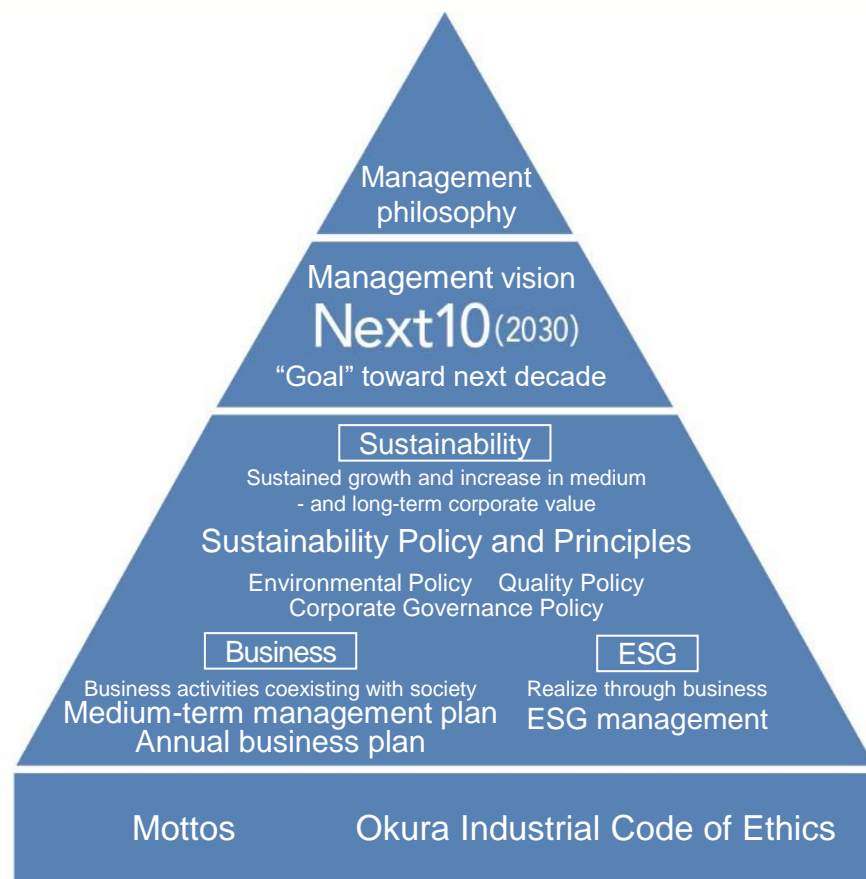 Management
philosophy
Management vision
Next10 (2030)
“Goal” toward next decade
Sustainability
Sustained growth and increase in medium
- and long-term corporate value
Sustainability Policy and Principles
Environmental Policy Quality Policy
Corporate Governance Policy
Business
Business activities coexisting with society
Medium-term management plan
Annual business plan
ESG
Realize through business
ESG management
Mottos
Okura Industrial Code of Ethics